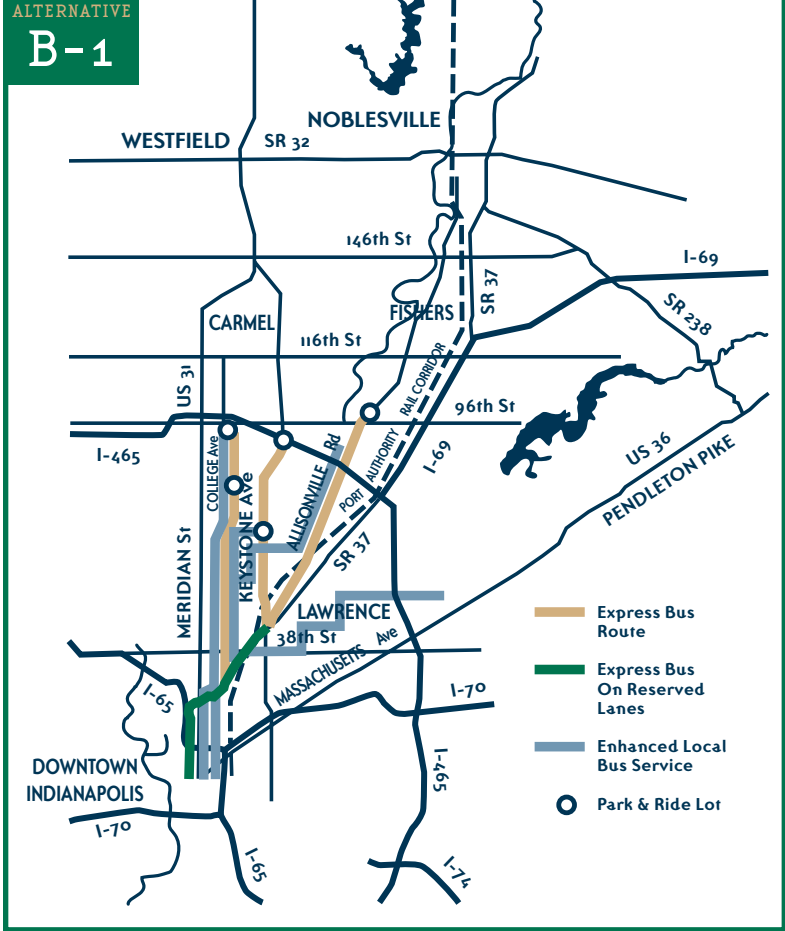 ALTERNATIVE
B-1
NOBLESVILLE
WESTFIELD
SR 32
146th St
I-69
SR 37
FISHERS
SR 238
CARMEL
116th St
US 31
RAIL CORRIDOR
96th St
I-465
COLLEGE Ave
Rd
AUTHORITY
I-69
US 36
PENDLETON PIKE
KEYSTONE Ave
ALLISONVILLE
PORT
SR 37
MERIDIAN St
LAWRENCE
38th St
Ave
MASSACHUSETTS
Express Bus
Route
Express Bus
On Reserved
Lanes
I-65
I-70
Enhanced Local
Bus Service
DOWNTOWN
INDIANAPOLIS
I-465
Park & Ride Lot
I-70
I-65
I-74